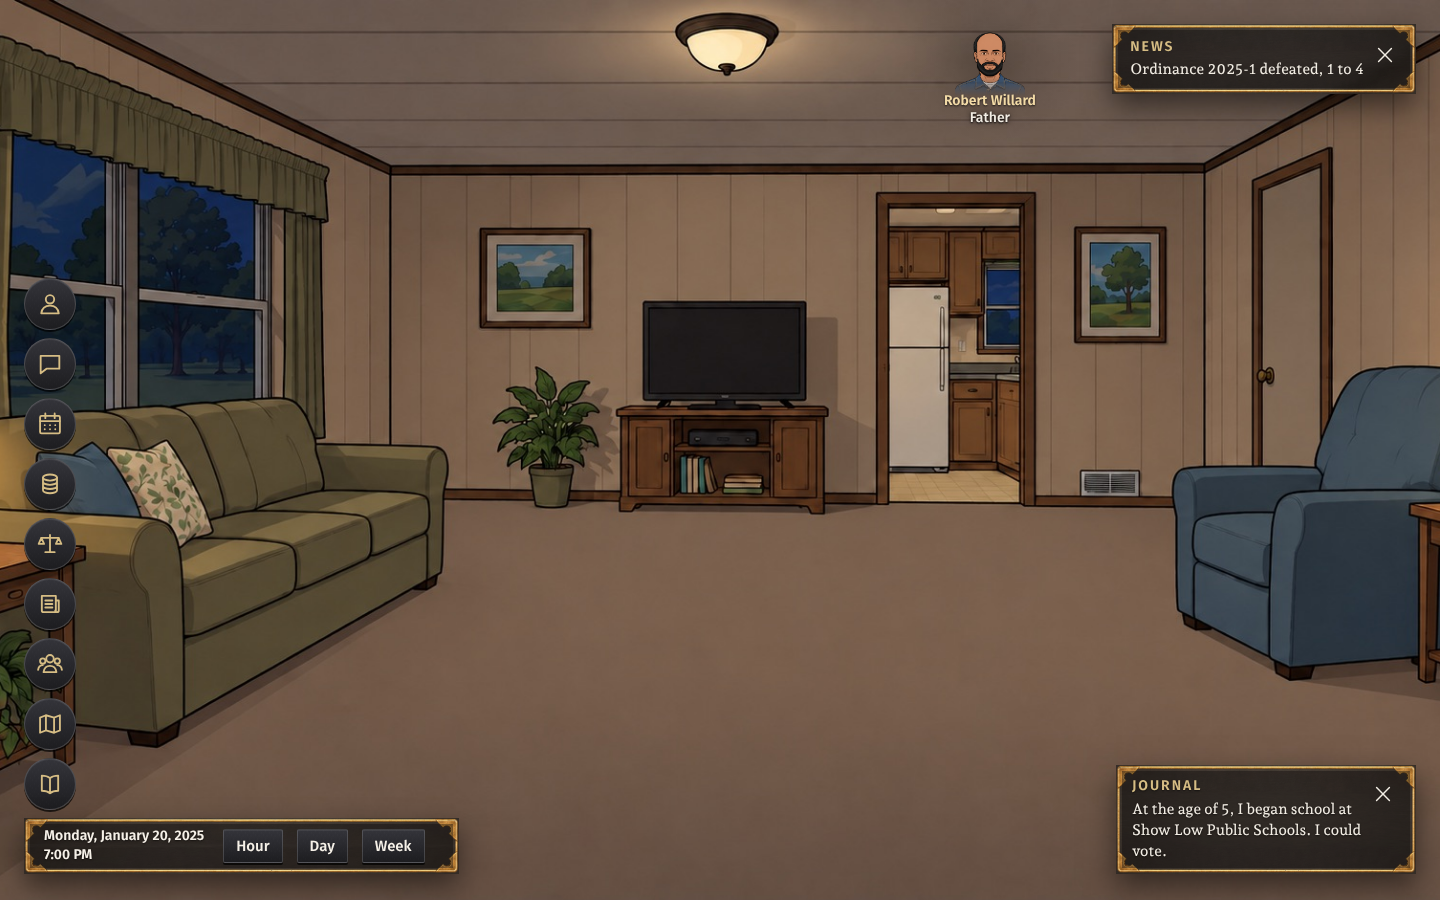 NEWS
Ordinance 2025-1 defeated, 1 to 4
Robert Willard
Father
JOURNAL
At the age of 5, I began school at
Show Low Public Schools. I could
vote.
Monday, January 20, 2025
7:00 PM
Hour
Day
Week